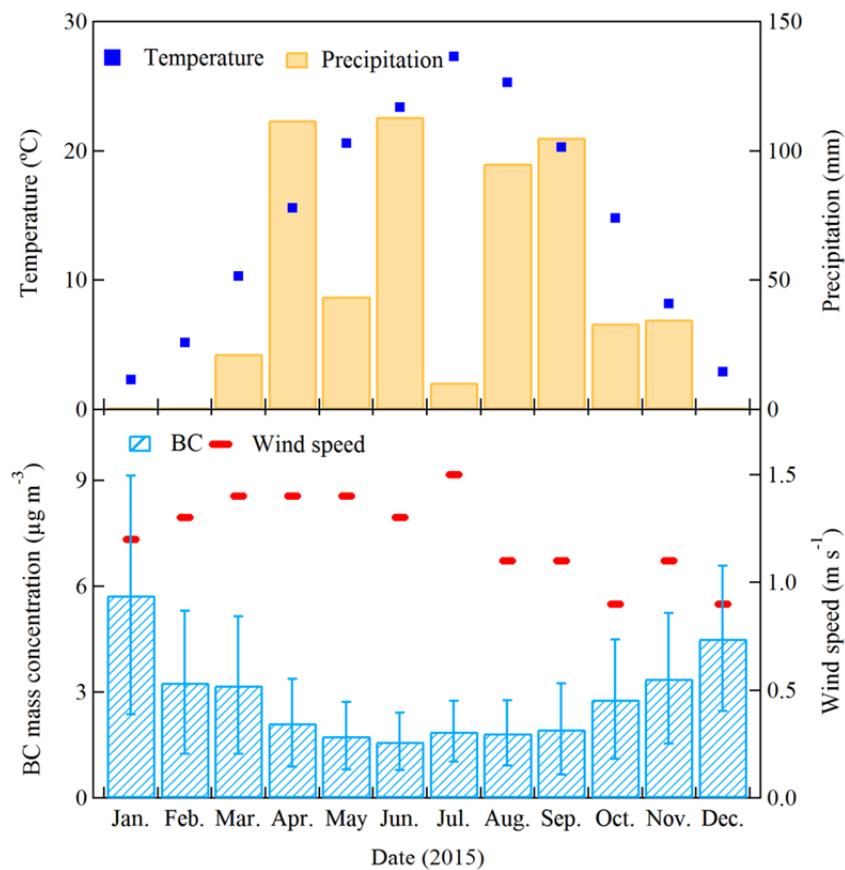 30
20
10
0
Temperature (ºC)
Temperature
Precipitation
150
100
50
0
Precipitation (mm)
9
6
3
0
BC mass concentration (µg m-3)
BC
Wind speed
1.5
1.0
0.5
0.0
Wind speed (m s-1)
Jan. Feb. Mar. Apr. May Jun. Jul. Aug. Sep. Oct. Nov. Dec.
Date (2015)